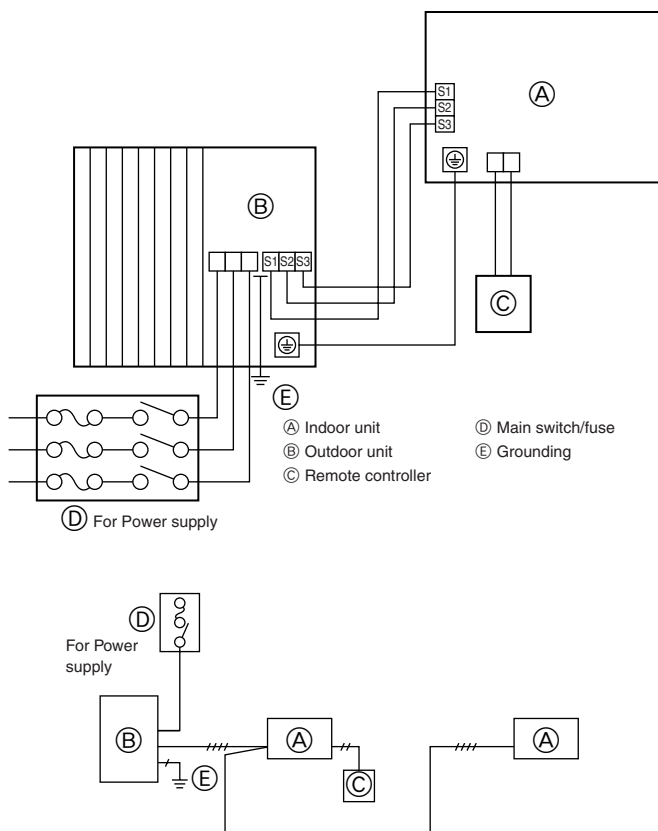 S1
S2
S3
Ⓐ
Ⓑ
S1 S2 S3
Ⓒ
Ⓔ
Ⓐ Indoor unit
Ⓑ Outdoor unit
Ⓒ Remote controller
Ⓓ Main switch/fuse
Ⓔ Grounding
Ⓓ For Power supply
Ⓓ
For Power
supply
Ⓑ
Ⓐ
Ⓐ
Ⓔ
Ⓒ